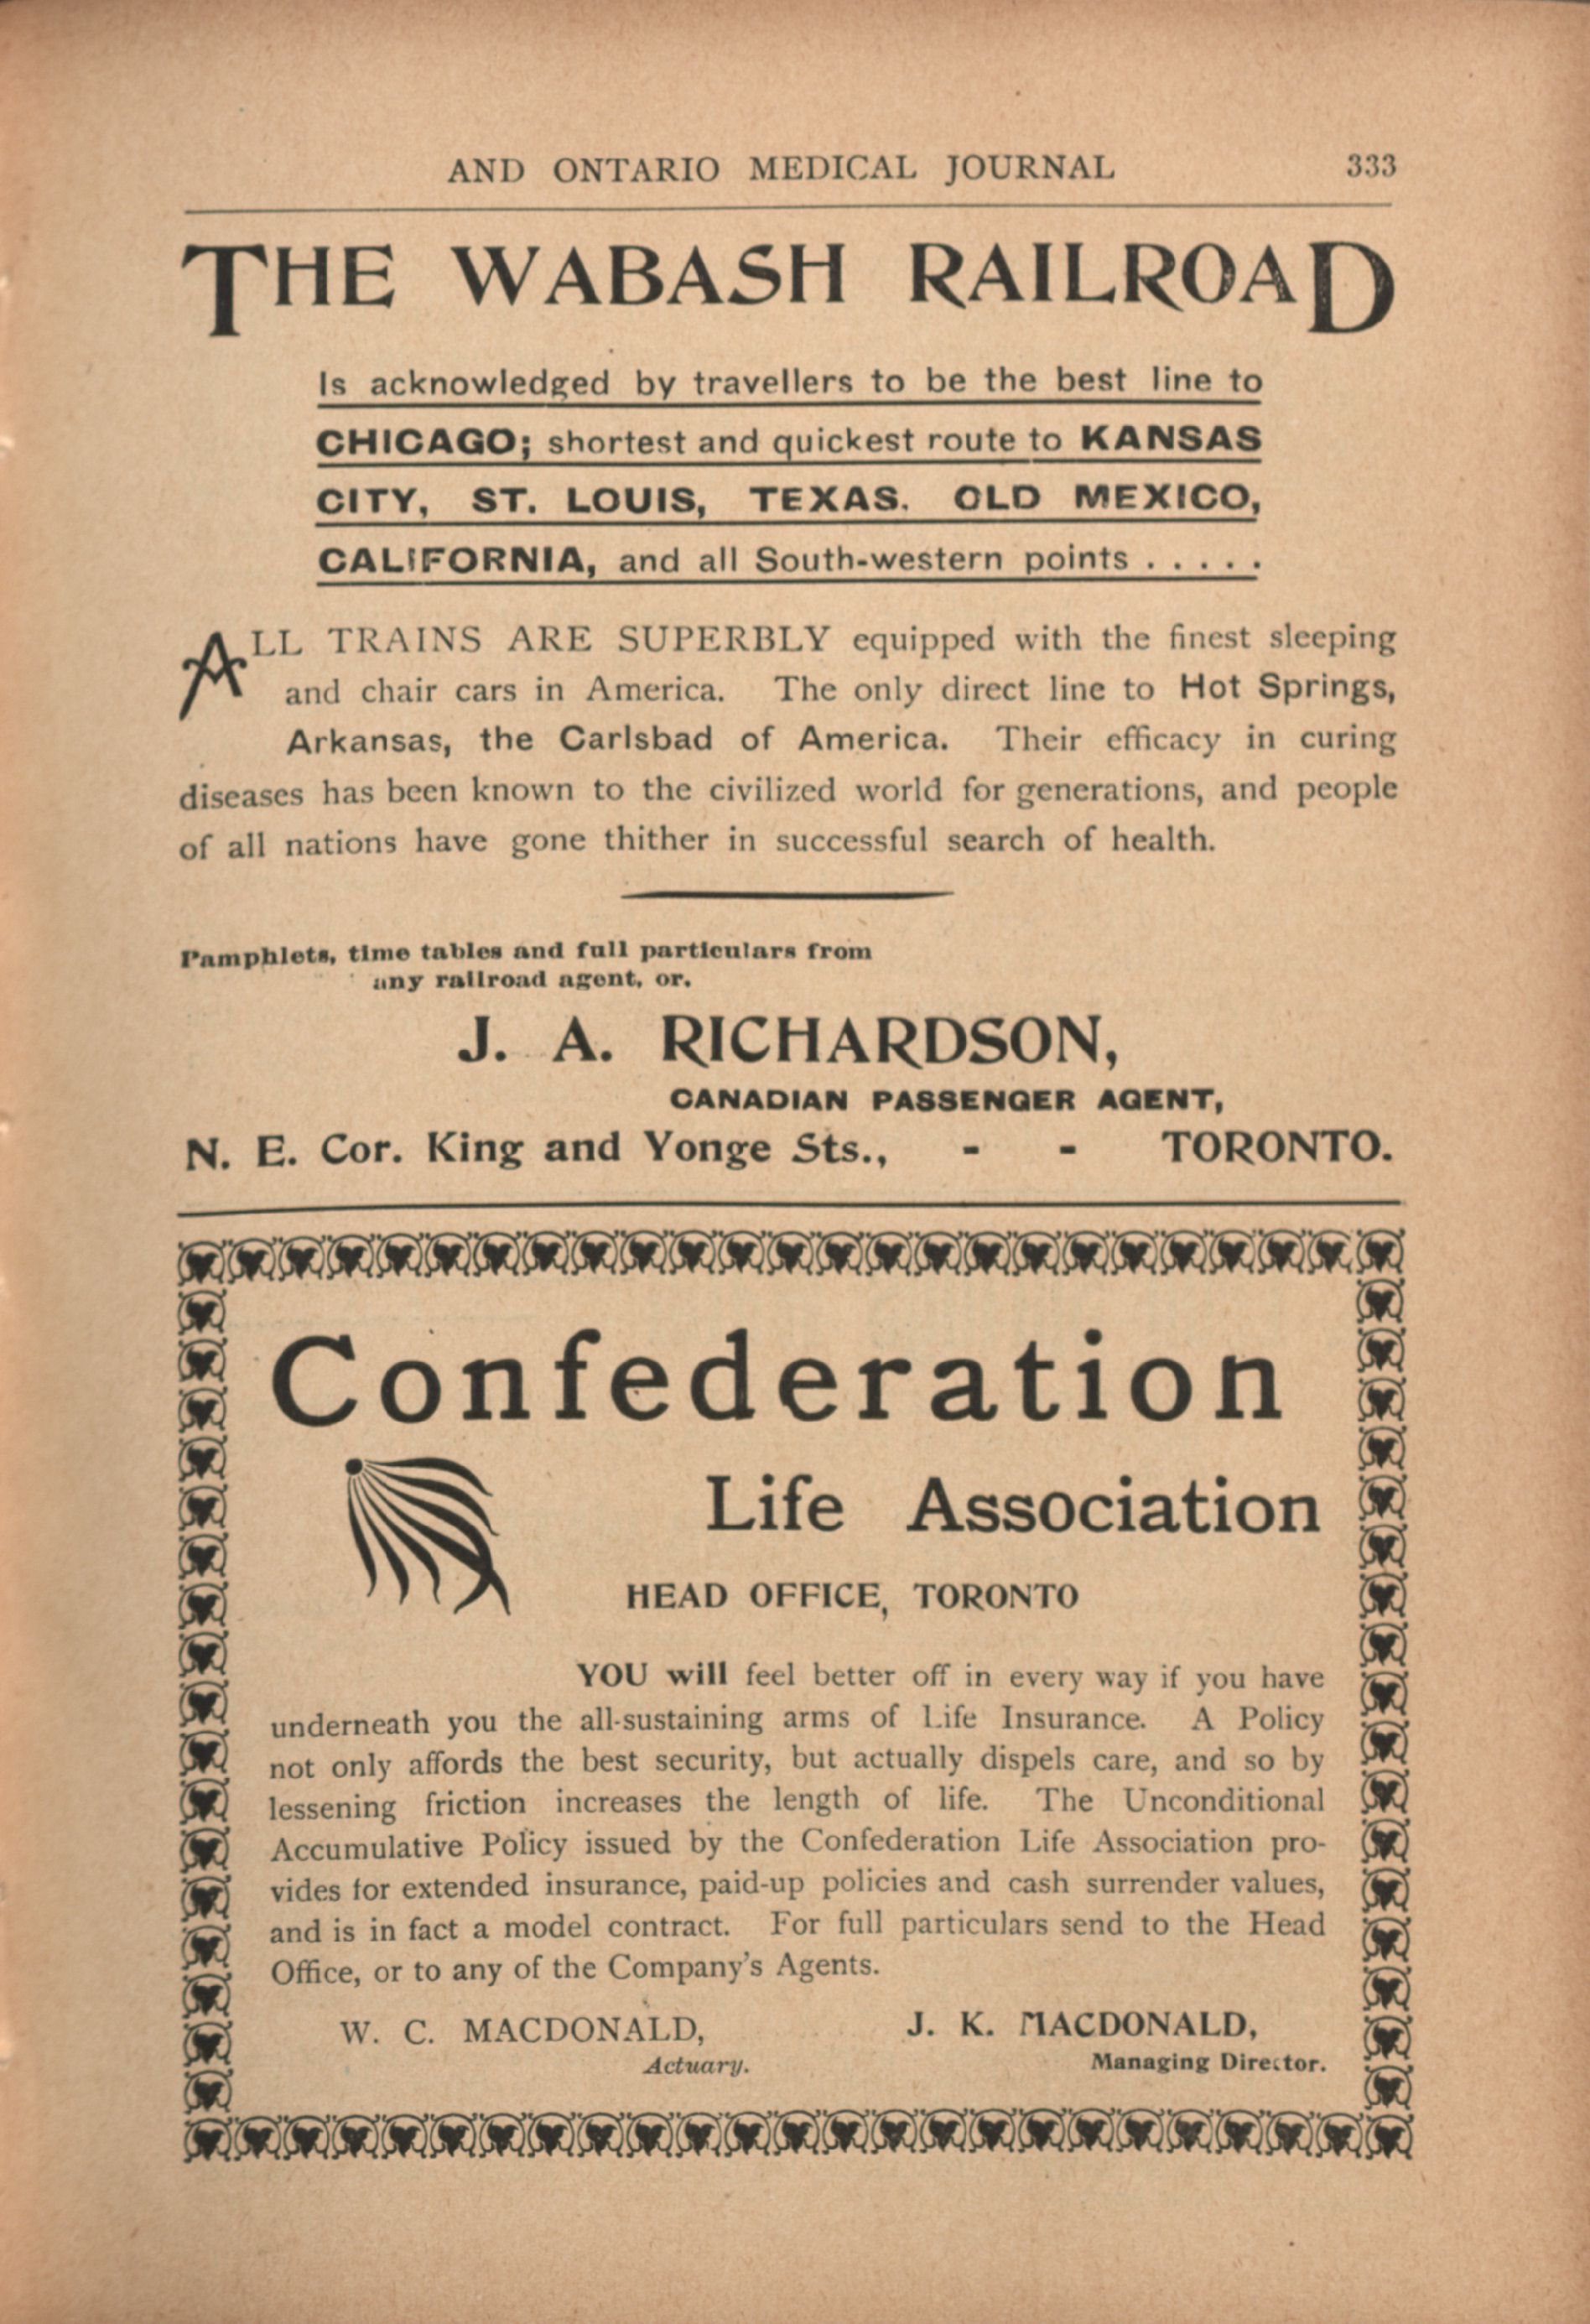 AND ONTARIO MEDICAL JOURNAL 333
THE WABASH RAILROAD
Is acknowledged by travellers to be the best line to
CHICAGO; shortest and quickest route to KANSAS
CITY, ST. LOUIS, TEXAS. OLD MEXICO,
CALIFORNIA, and all South-western points . . . . .
ALL TRAINS ARE SUPERBLY equipped with the finest sleeping
and chair cars in America. The only direct line to Hot Springs,
Arkansas, the Carlsbad of America. Their efficacy in curing
diseases has been known to the civilized world for generations, and people
of all nations have gone thither in successful search of health.
Pamphlets, time tables and full particulars from
any railroad agent, or.
J. A. RICHARDSON,
CANADIAN PASSENGER AGENT,
N. E. Cor. King and Yonge Sts., - - TORONTO.
Confederation
Life Association
HEAD OFFICE, TORONTO
YOU will feel better off in every way if you have
underneath you the all-sustaining arms of Life Insurance. A Policy
not only affords the best security, but actually dispels care, and so by
lessening friction increases the length of life. The Unconditional
Accumulative Policy issued by the Confederation Life Association pro-
vides for extended insurance, paid-up policies and cash surrender values,
and is in fact a model contract. For full particulars send to the Head
Office, or to any of the Company's Agents.
W. C. MACDONALD, J. K. MACDONALD,
Actuary. Managing Director.